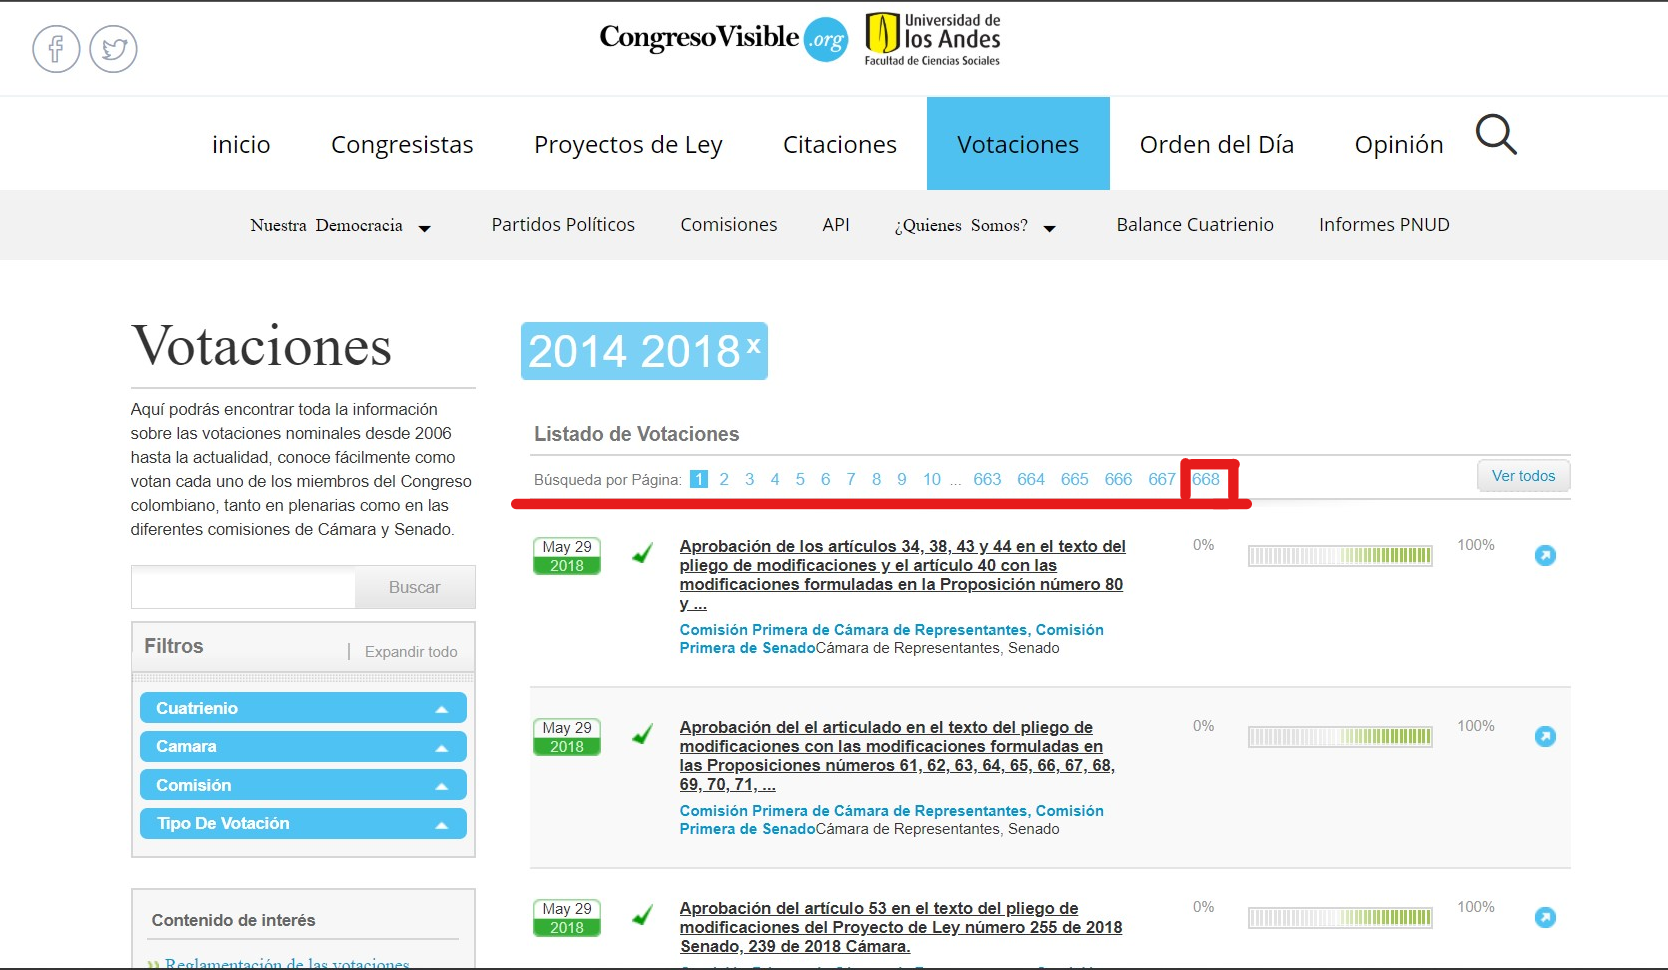 CongresoVisible.org
Universidad de
los Andes
Facultad de Ciencias Sociales
inicio Congresistas Proyectos de Ley Citaciones Votaciones Orden del Día Opinión
Nuestra Democracia Partidos Políticos Comisiones API ¿Quienes Somos? Balance Cuatrienio Informes PNUD
Votaciones
Aquí podrás encontrar toda la información
sobre las votaciones nominales desde 2006
hasta la actualidad, conoce fácilmente como
votan cada uno de los miembros del Congreso
colombiano, tanto en plenarias como en las
diferentes comisiones de Cámara y Senado.
Buscar
Filtros | Expandir todo
Cuatrienio
Camara
Comisión
Tipo De Votación
Contenido de interés
» Reglamentación de las votaciones
2014 2018 x
Listado de Votaciones
Búsqueda por Página: 1 2 3 4 5 6 7 8 9 10 ... 663 664 665 666 667 668
Ver todos
May 29
2018
Aprobación de los artículos 34, 38, 43 y 44 en el texto del
pliego de modificaciones y el artículo 40 con las
modificaciones formuladas en la Proposición número 80
y ...
Comisión Primera de Cámara de Representantes, Comisión
Primera de SenadoCámara de Representantes, Senado
0% 100%
May 29
2018
Aprobación del el articulado en el texto del pliego de
modificaciones con las modificaciones formuladas en
las Proposiciones números 61, 62, 63, 64, 65, 66, 67, 68,
69, 70, 71, ...
Comisión Primera de Cámara de Representantes, Comisión
Primera de SenadoCámara de Representantes, Senado
0% 100%
May 29
2018
Aprobación del artículo 53 en el texto del pliego de
modificaciones del Proyecto de Ley número 255 de 2018
Senado, 239 de 2018 Cámara.
0% 100%